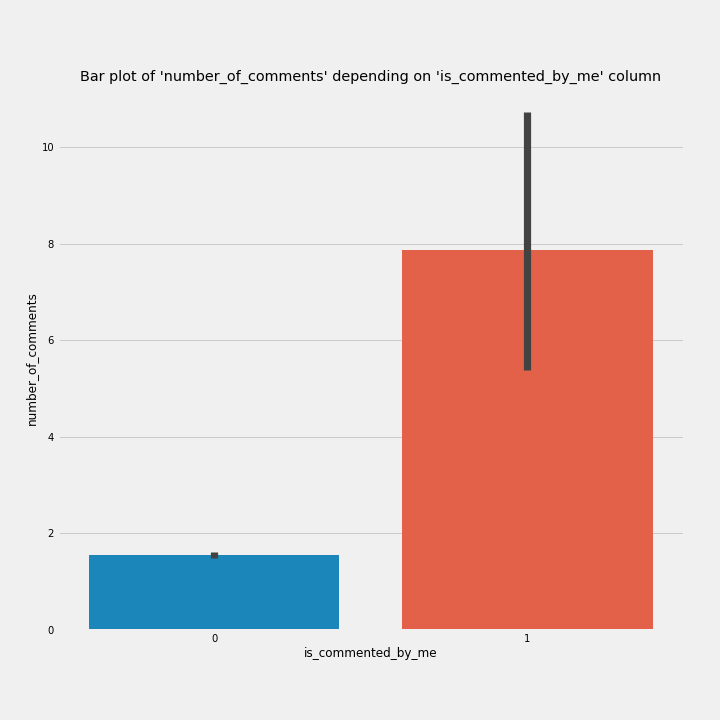 Bar plot of 'number_of_comments' depending on 'is_commented_by_me' column
10
8
6
4
2
0
number_of_comments
0 1
is_commented_by_me